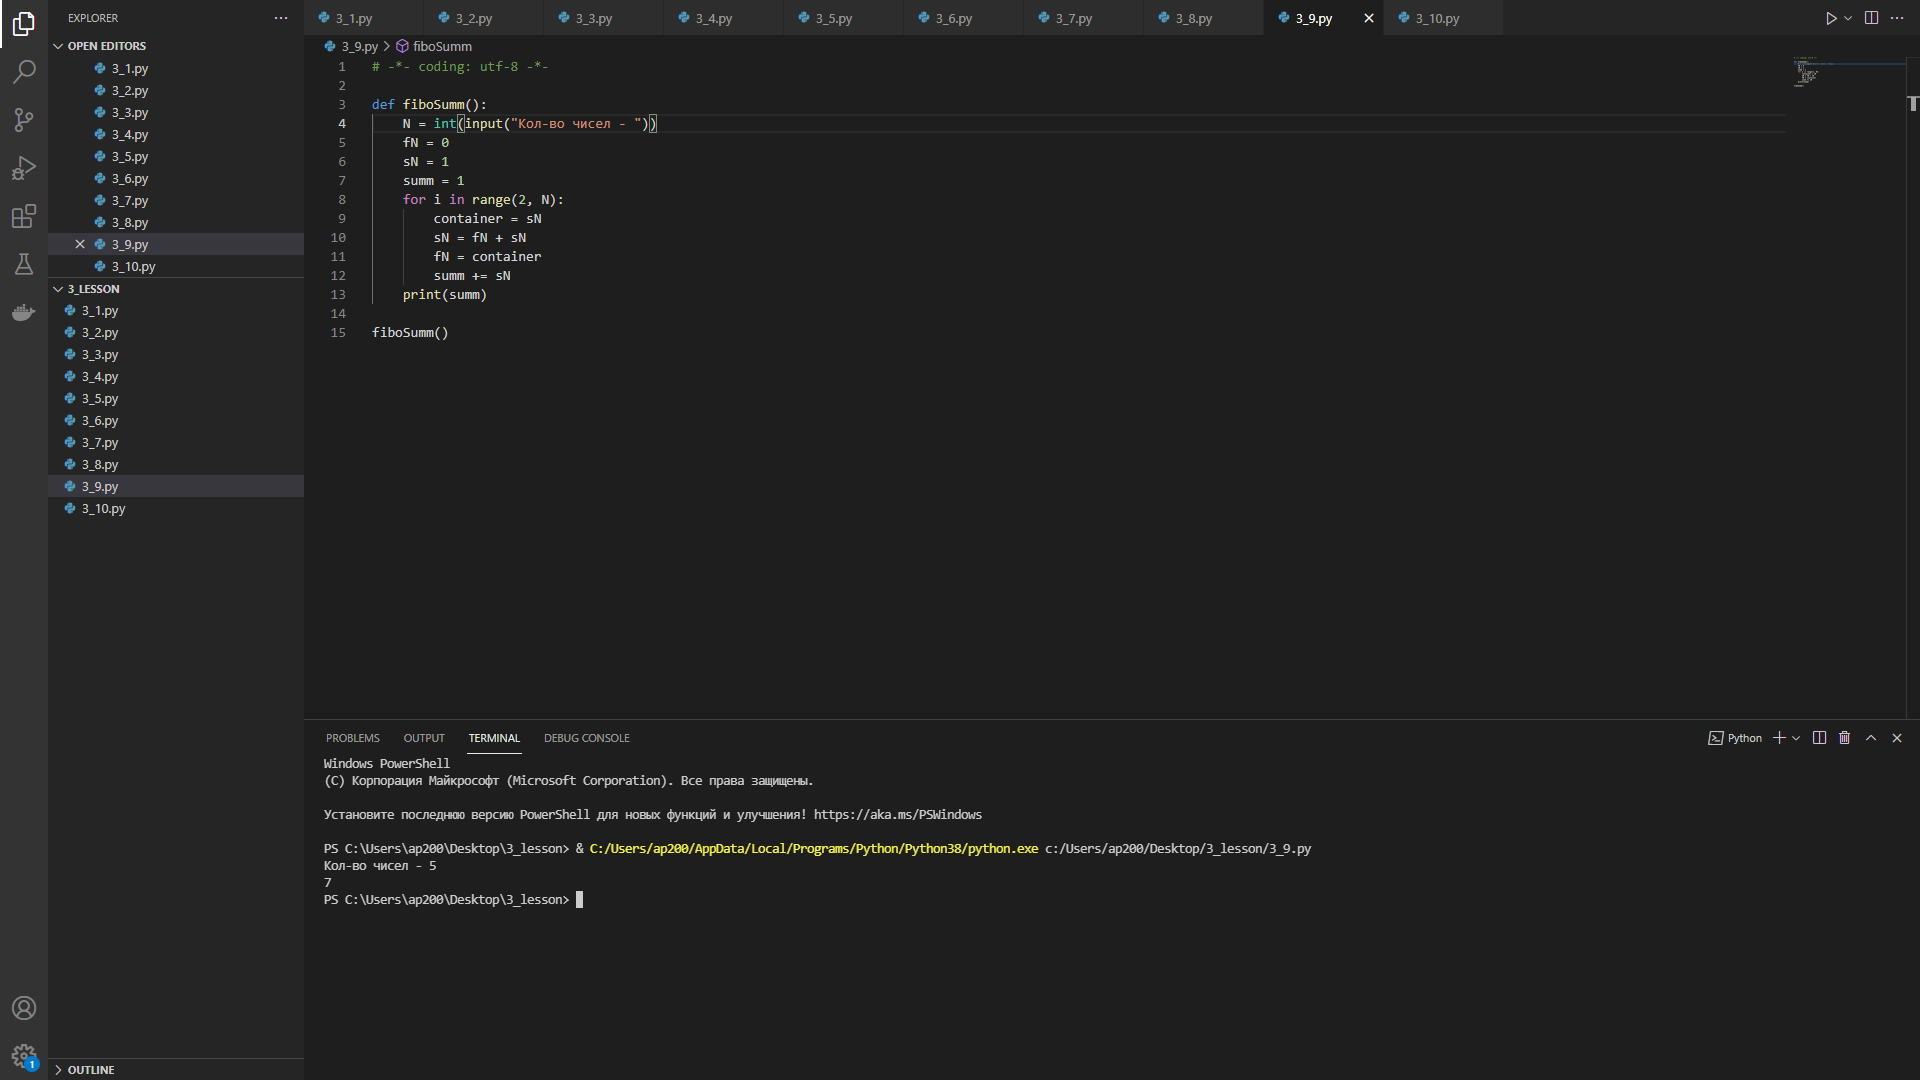 EXPLORER
OPEN EDITORS
3_1.py
3_2.py
3_3.py
3_4.py
3_5.py
3_6.py
3_7.py
3_8.py
3_9.py
3_10.py
3_LESSON
3_1.py
3_2.py
3_3.py
3_4.py
3_5.py
3_6.py
3_7.py
3_8.py
3_9.py
3_10.py
1
OUTLINE
3_1.py 3_2.py 3_3.py 3_4.py 3_5.py 3_6.py 3_7.py 3_8.py 3_9.py 3_10.py
3_9.py > fiboSumm
1 # -*- coding: utf-8 -*-
2
3 def fiboSumm():
4 N = int(input("Кол-во чисел - "))
5 fN = 0
6 sN = 1
7 summ = 1
8 for i in range(2, N):
9 container = sN
10 sN = fN + sN
11 fN = container
12 summ += sN
13 print(summ)
14
15 fiboSumm()
PROBLEMS OUTPUT TERMINAL DEBUG CONSOLE Python
Windows PowerShell
(C) Корпорация Майкрософт (Microsoft Corporation). Все права защищены.
Установите последнюю версию PowerShell для новых функций и улучшения! https://aka.ms/PSWindows
PS C:\Users\ap200\Desktop\3_lesson> & C:/Users/ap200/AppData/Local/Programs/Python/Python38/python.exe c:/Users/ap200/Desktop/3_lesson/3_9.py
Кол-во чисел - 5
7
PS C:\Users\ap200\Desktop\3_lesson>